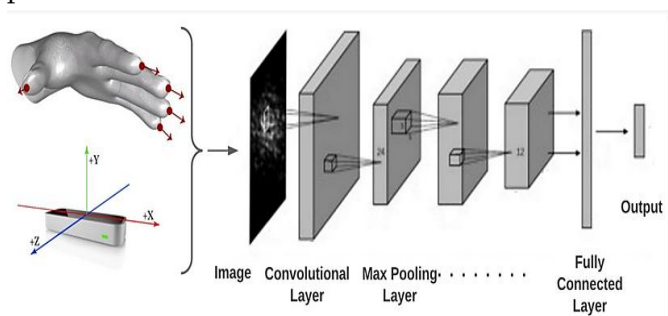 +Y
+X
+Z
24
12
Image
Convolutional
Layer
Max Pooling
Layer
Fully
Connected
Layer
Output